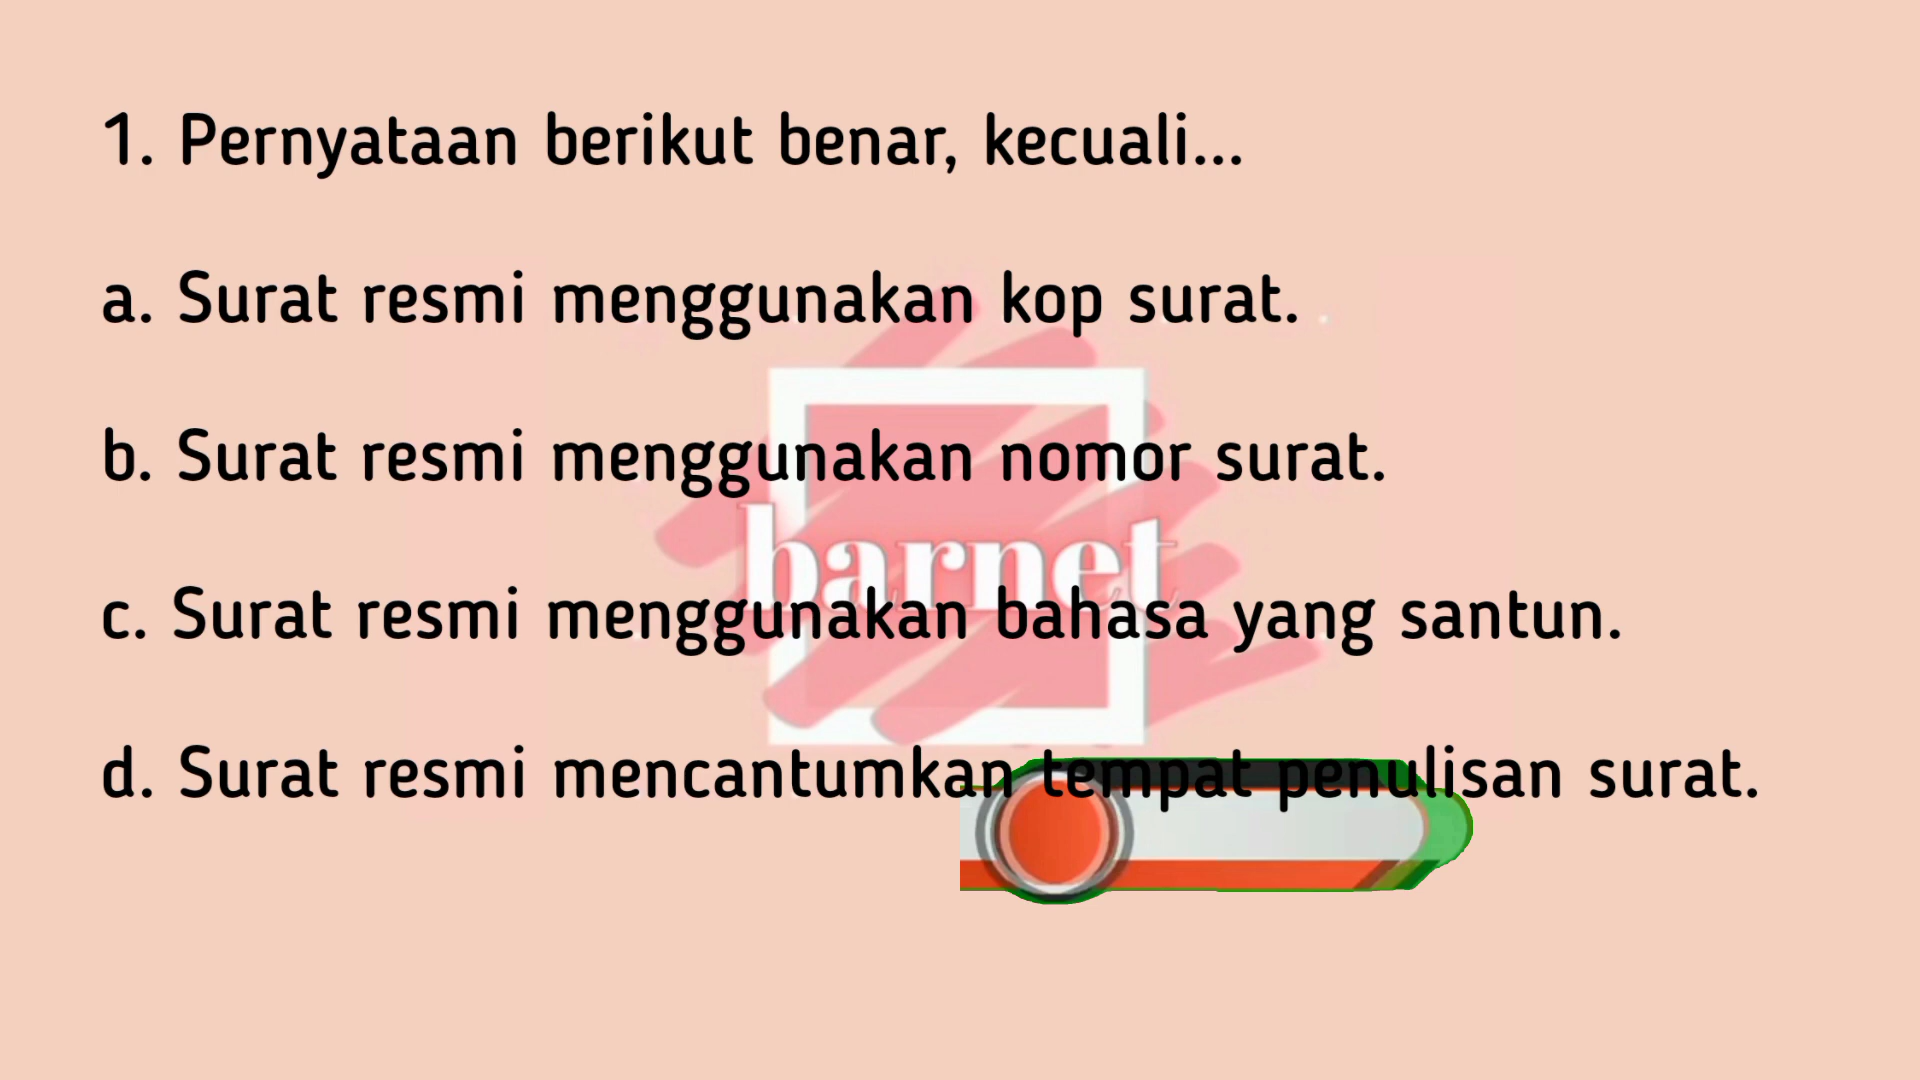 1. Pernyataan berikut benar, kecuali...
a. Surat resmi menggunakan kop surat.
b. Surat resmi menggunakan nomor surat.
barnet
c. Surat resmi menggunakan bahasa yang santun.
d. Surat resmi mencantumkan tempat penulisan surat.